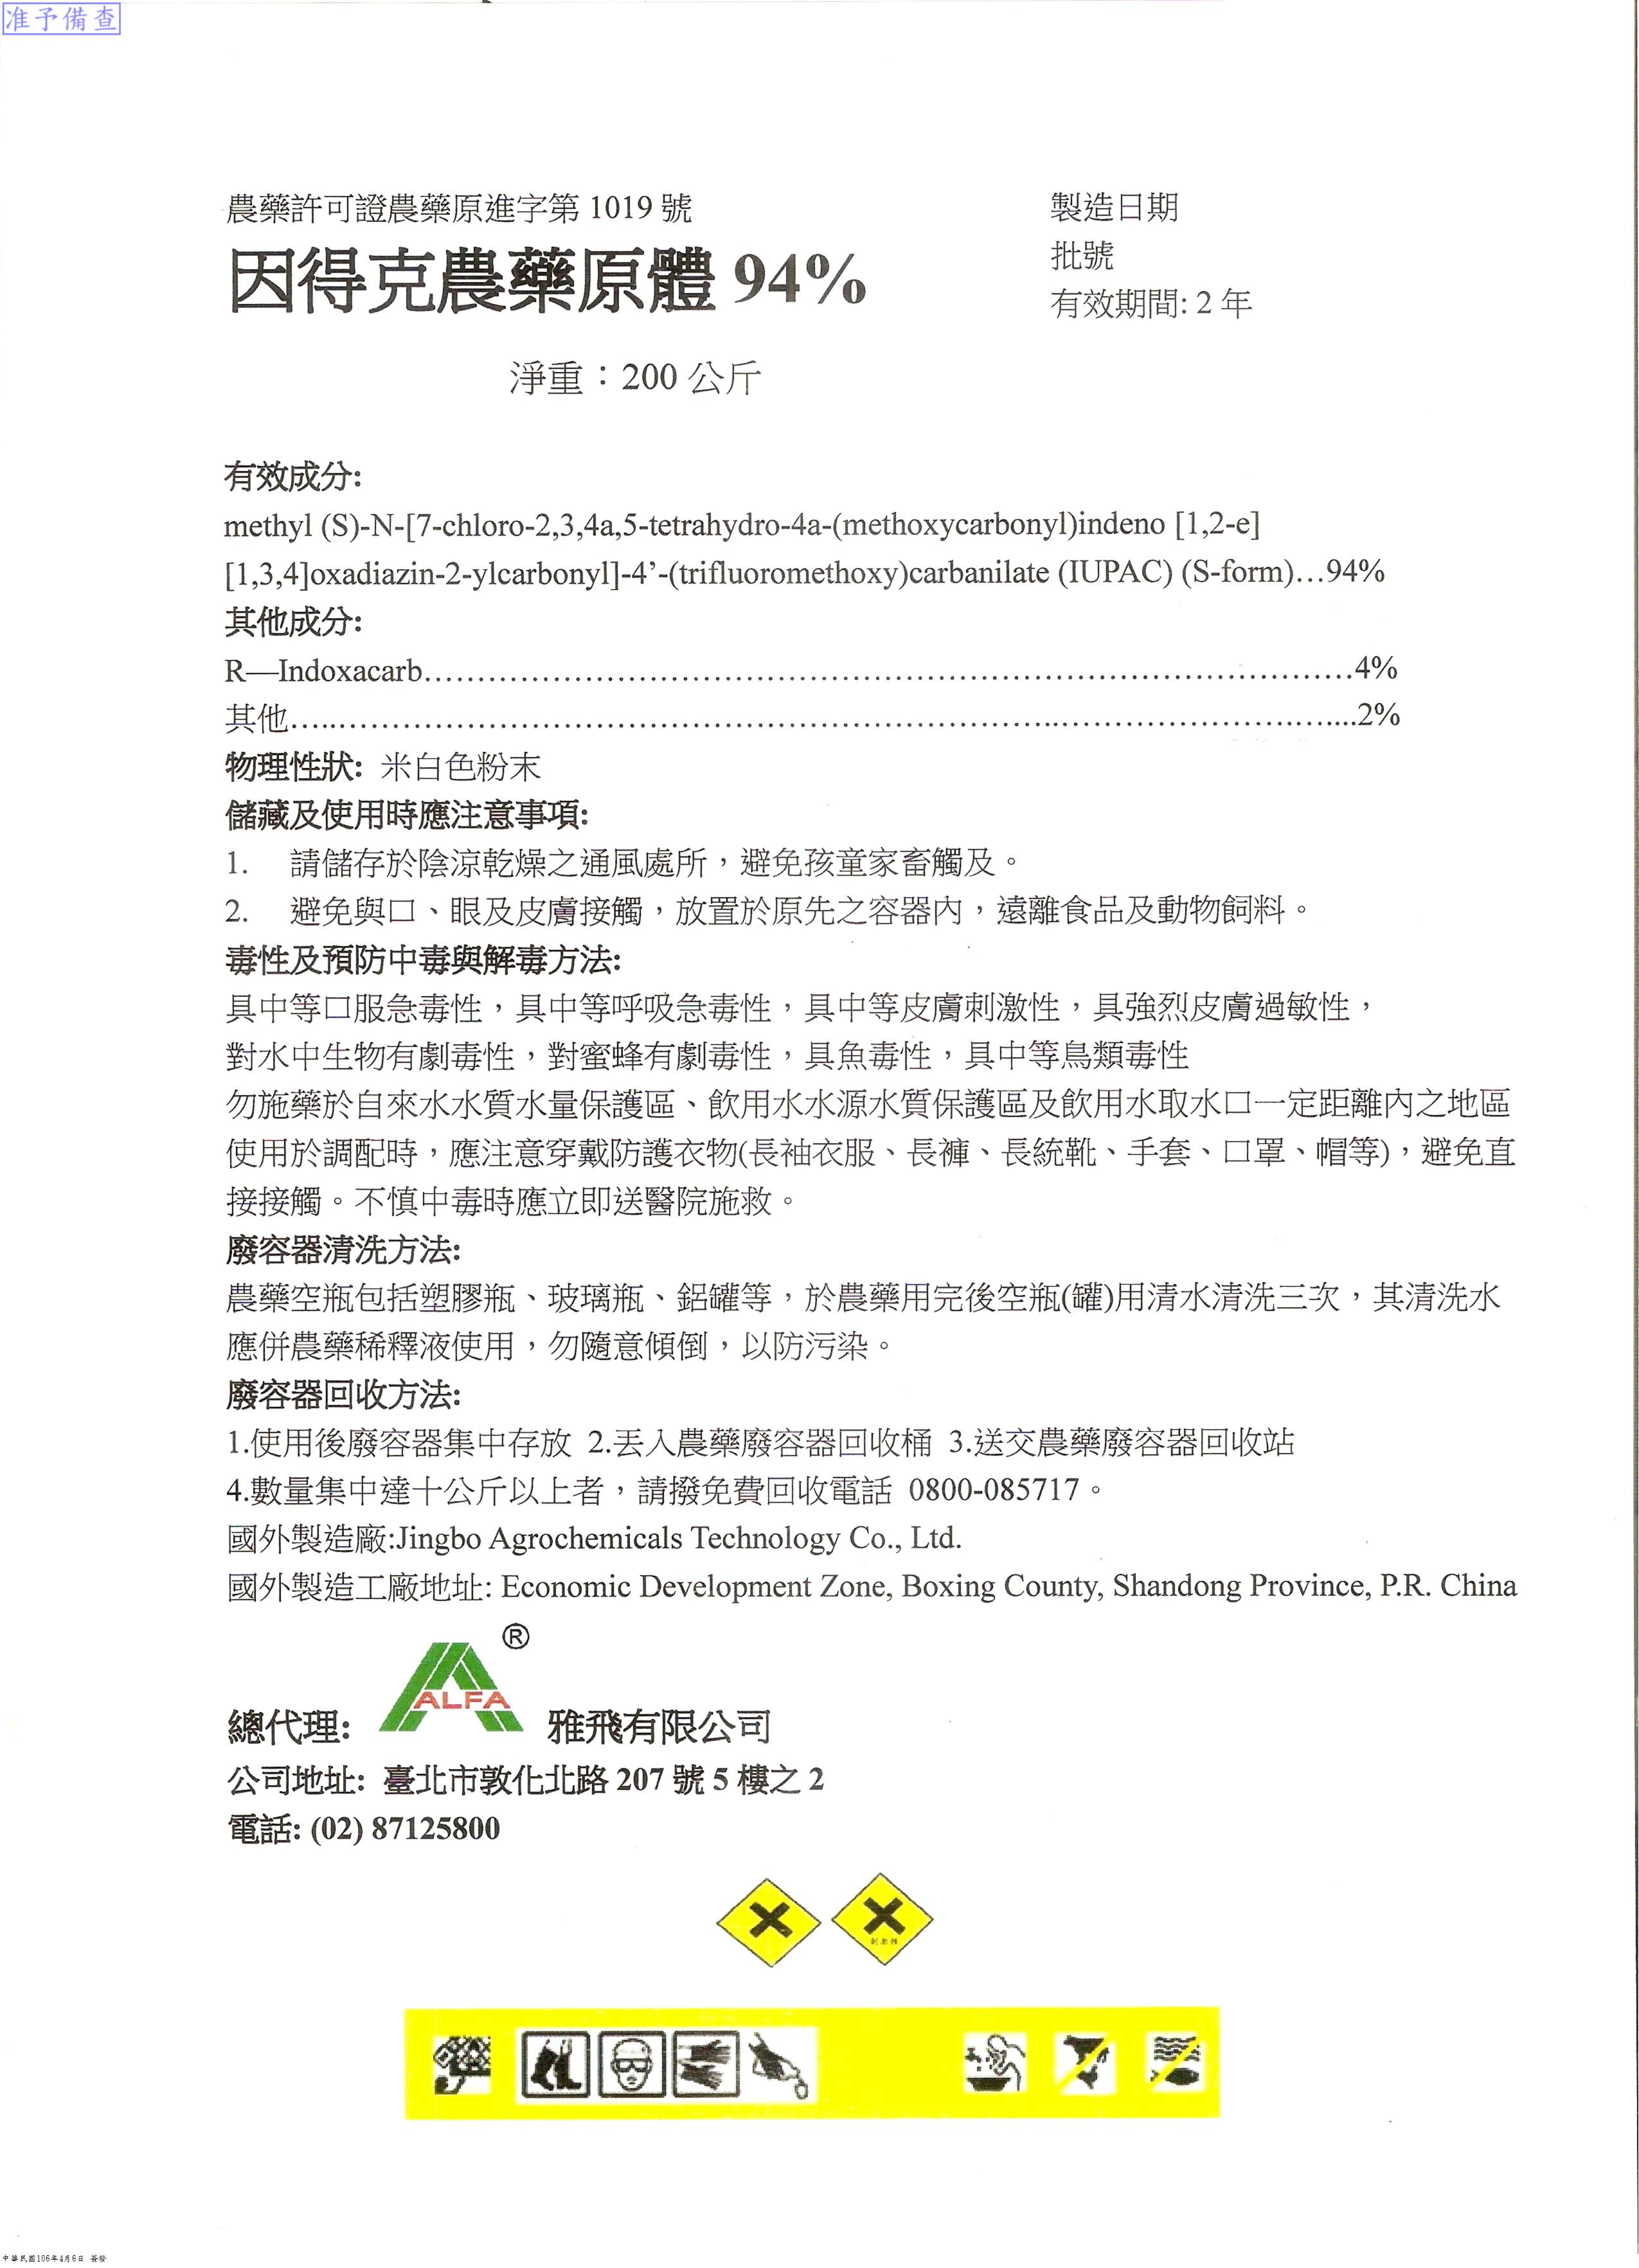 准予備查
農藥許可證農藥原進字第 1019 號
製造日期
因得克農藥原體 94%
批號
有效期間: 2 年
淨重：200 公斤
有效成分:
methyl (S)-N-[7-chloro-2,3,4a,5-tetrahydro-4a-(methoxycarbonyl)indeno [1,2-e]
[1,3,4]oxadiazin-2-ylcarbonyl]-4’-(trifluoromethoxy)carbanilate (IUPAC) (S-form)…94%
其他成分:
R—Indoxacarb……………………………………………………………………………4%
其他…..…………………………………………………………..…………………….…...2%
物理性狀: 米白色粉末
儲藏及使用時應注意事項:
1. 請儲存於陰涼乾燥之通風處所，避免孩童家畜觸及。
2. 避免與口、眼及皮膚接觸，放置於原先之容器內，遠離食品及動物飼料。
毒性及預防中毒與解毒方法:
具中等口服急毒性，具中等呼吸急毒性，具中等皮膚刺激性，具強烈皮膚過敏性，
對水中生物有劇毒性，對蜜蜂有劇毒性，具魚毒性，具中等鳥類毒性
勿施藥於自來水水質水量保護區、飲用水水源水質保護區及飲用水取水口一定距離內之地區
使用於調配時，應注意穿戴防護衣物(長袖衣服、長褲、長統靴、手套、口罩、帽等)，避免直
接接觸。不慎中毒時應立即送醫院施救。
廢容器清洗方法:
農藥空瓶包括塑膠瓶、玻璃瓶、鋁罐等，於農藥用完後空瓶(罐)用清水清洗三次，其清洗水
應併農藥稀釋液使用，勿隨意傾倒，以防污染。
廢容器回收方法:
1.使用後廢容器集中存放 2.丟入農藥廢容器回收桶 3.送交農藥廢容器回收站
4.數量集中達十公斤以上者，請撥免費回收電話 0800-085717。
國外製造廠:Jingbo Agrochemicals Technology Co., Ltd.
國外製造工廠地址: Economic Development Zone, Boxing County, Shandong Province, P.R. China
®
ALFA
總代理: 雅飛有限公司
公司地址: 臺北市敦化北路 207 號 5 樓之 2
電話: (02) 87125800
刺激性
中華民國106年4月6日 簽發